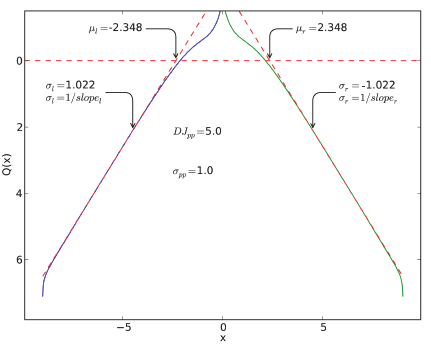 μl=-2.348
μr=2.348
0
σl=1.022
σl=1/slopel
σr=-1.022
σr=1/sloper
2
DJpp=5.0
Q(x)
σpp=1.0
4
6
−5
0
5
x